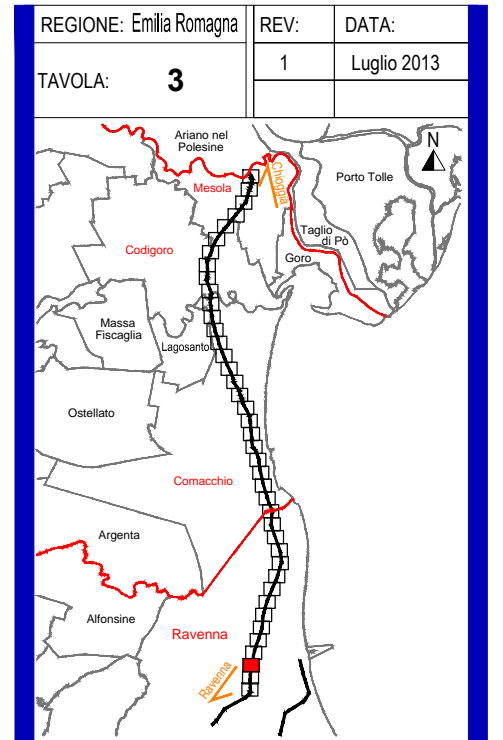 REGIONE: Emilia Romagna
REV:
DATA:
TAVOLA: 3
1
Luglio 2013
Ariano nel
Polesine
N
Mesola
Chioggia
Porto Tolle
Codigoro
Taglio
di Pò
Goro
Massa
Fiscaglia
Lagosanto
Ostellato
Comacchio
Argenta
Alfonsine
Ravenna
Ravenna